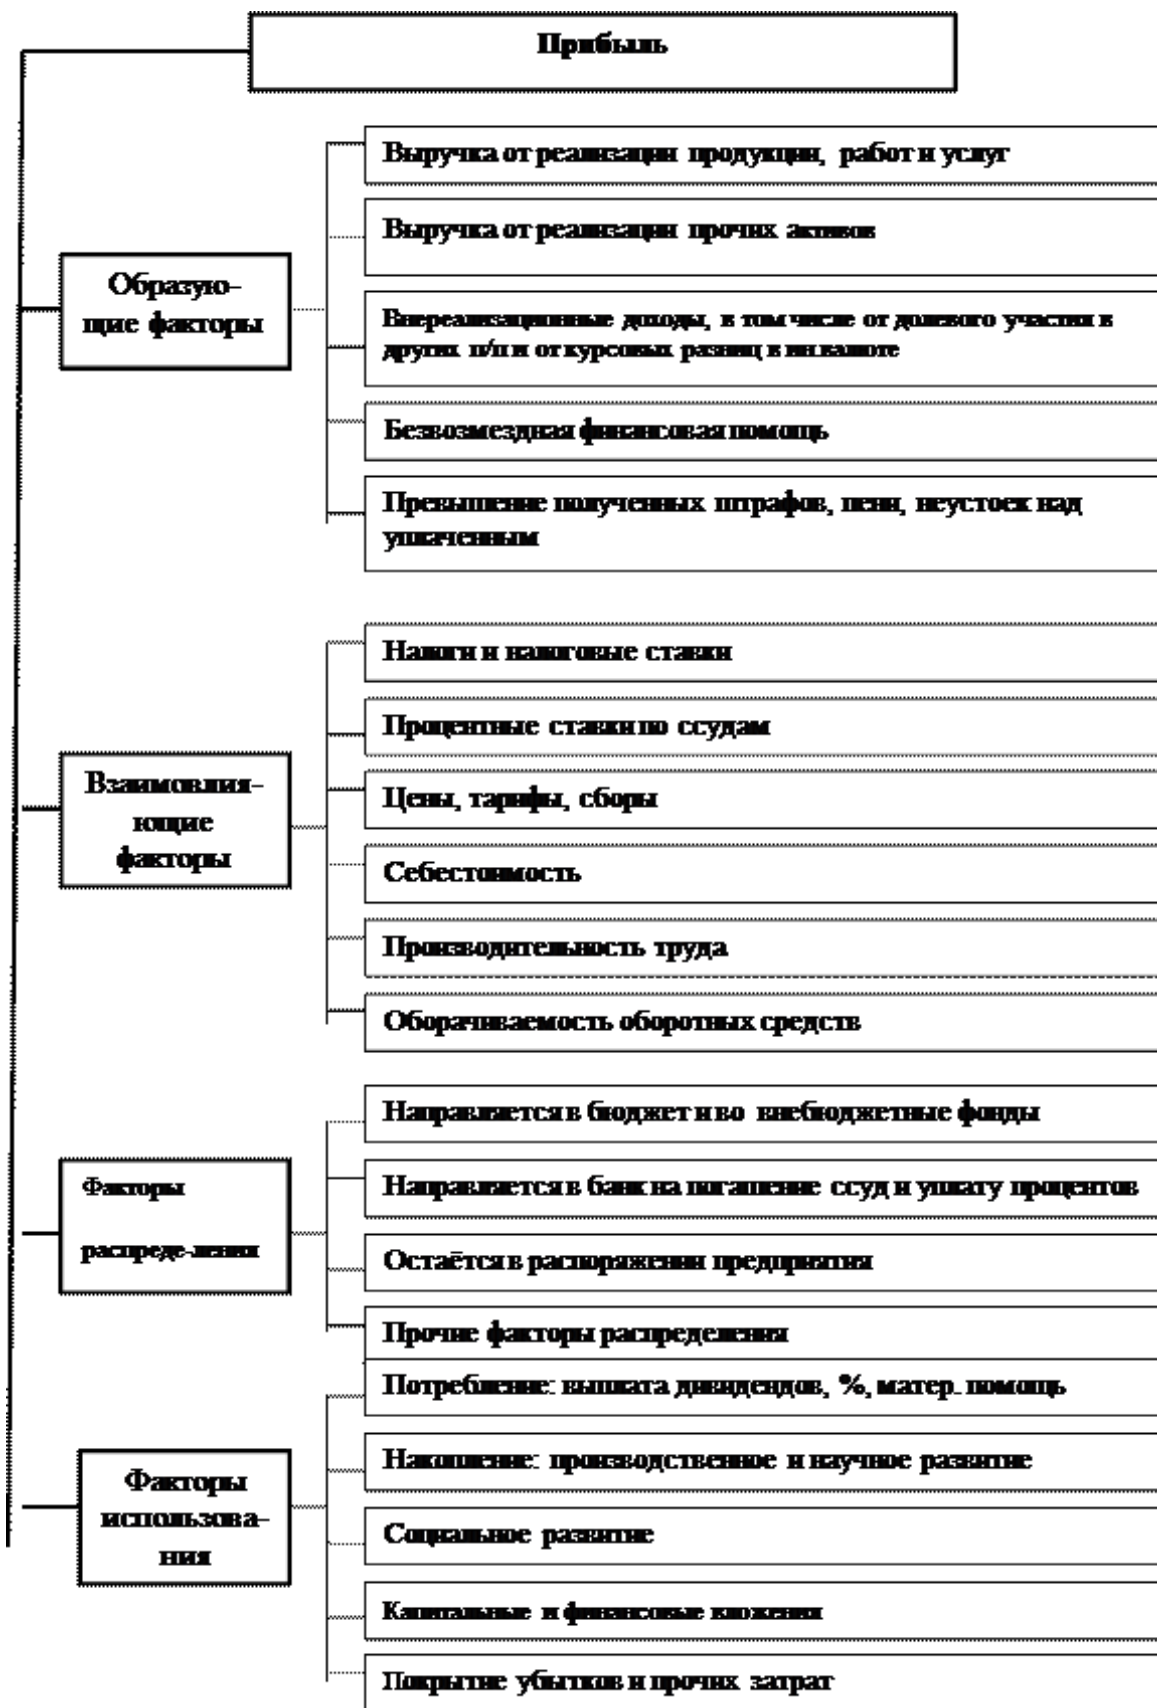 Прибыль
Выручка от реализации продукции, работ и услуг
Выручка от реализации прочих активов
Образую-
щие факторы
Внереализационные доходы, в том числе от долевого участия в
других п/п и от курсовых разниц в ин.валюте
Безвозмездная финансовая помощь
Превышение полученных штрафов, пени, неустоек над
уплаченным
Налоги и налоговые ставки
Процентные ставки по ссудам
Взаимовлия-
ющие
факторы
Цены, тарифы, сборы
Себестоимость
Производительность труда
Оборачиваемость оборотных средств
Направляется в бюджет и во внебюджетные фонды
Факторы
распреде-ления
Направляется в банк на погашение ссуд и уплату процентов
Остаётся в распоряжении предприятия
Прочие факторы распределения
Потребление: выплата дивидендов, %, матер. помощь
Накопление: производственное и научное развитие
Факторы
использова-
ния
Социальное развитие
Капитальные и финансовые вложения
Покрытие убытков и прочих затрат